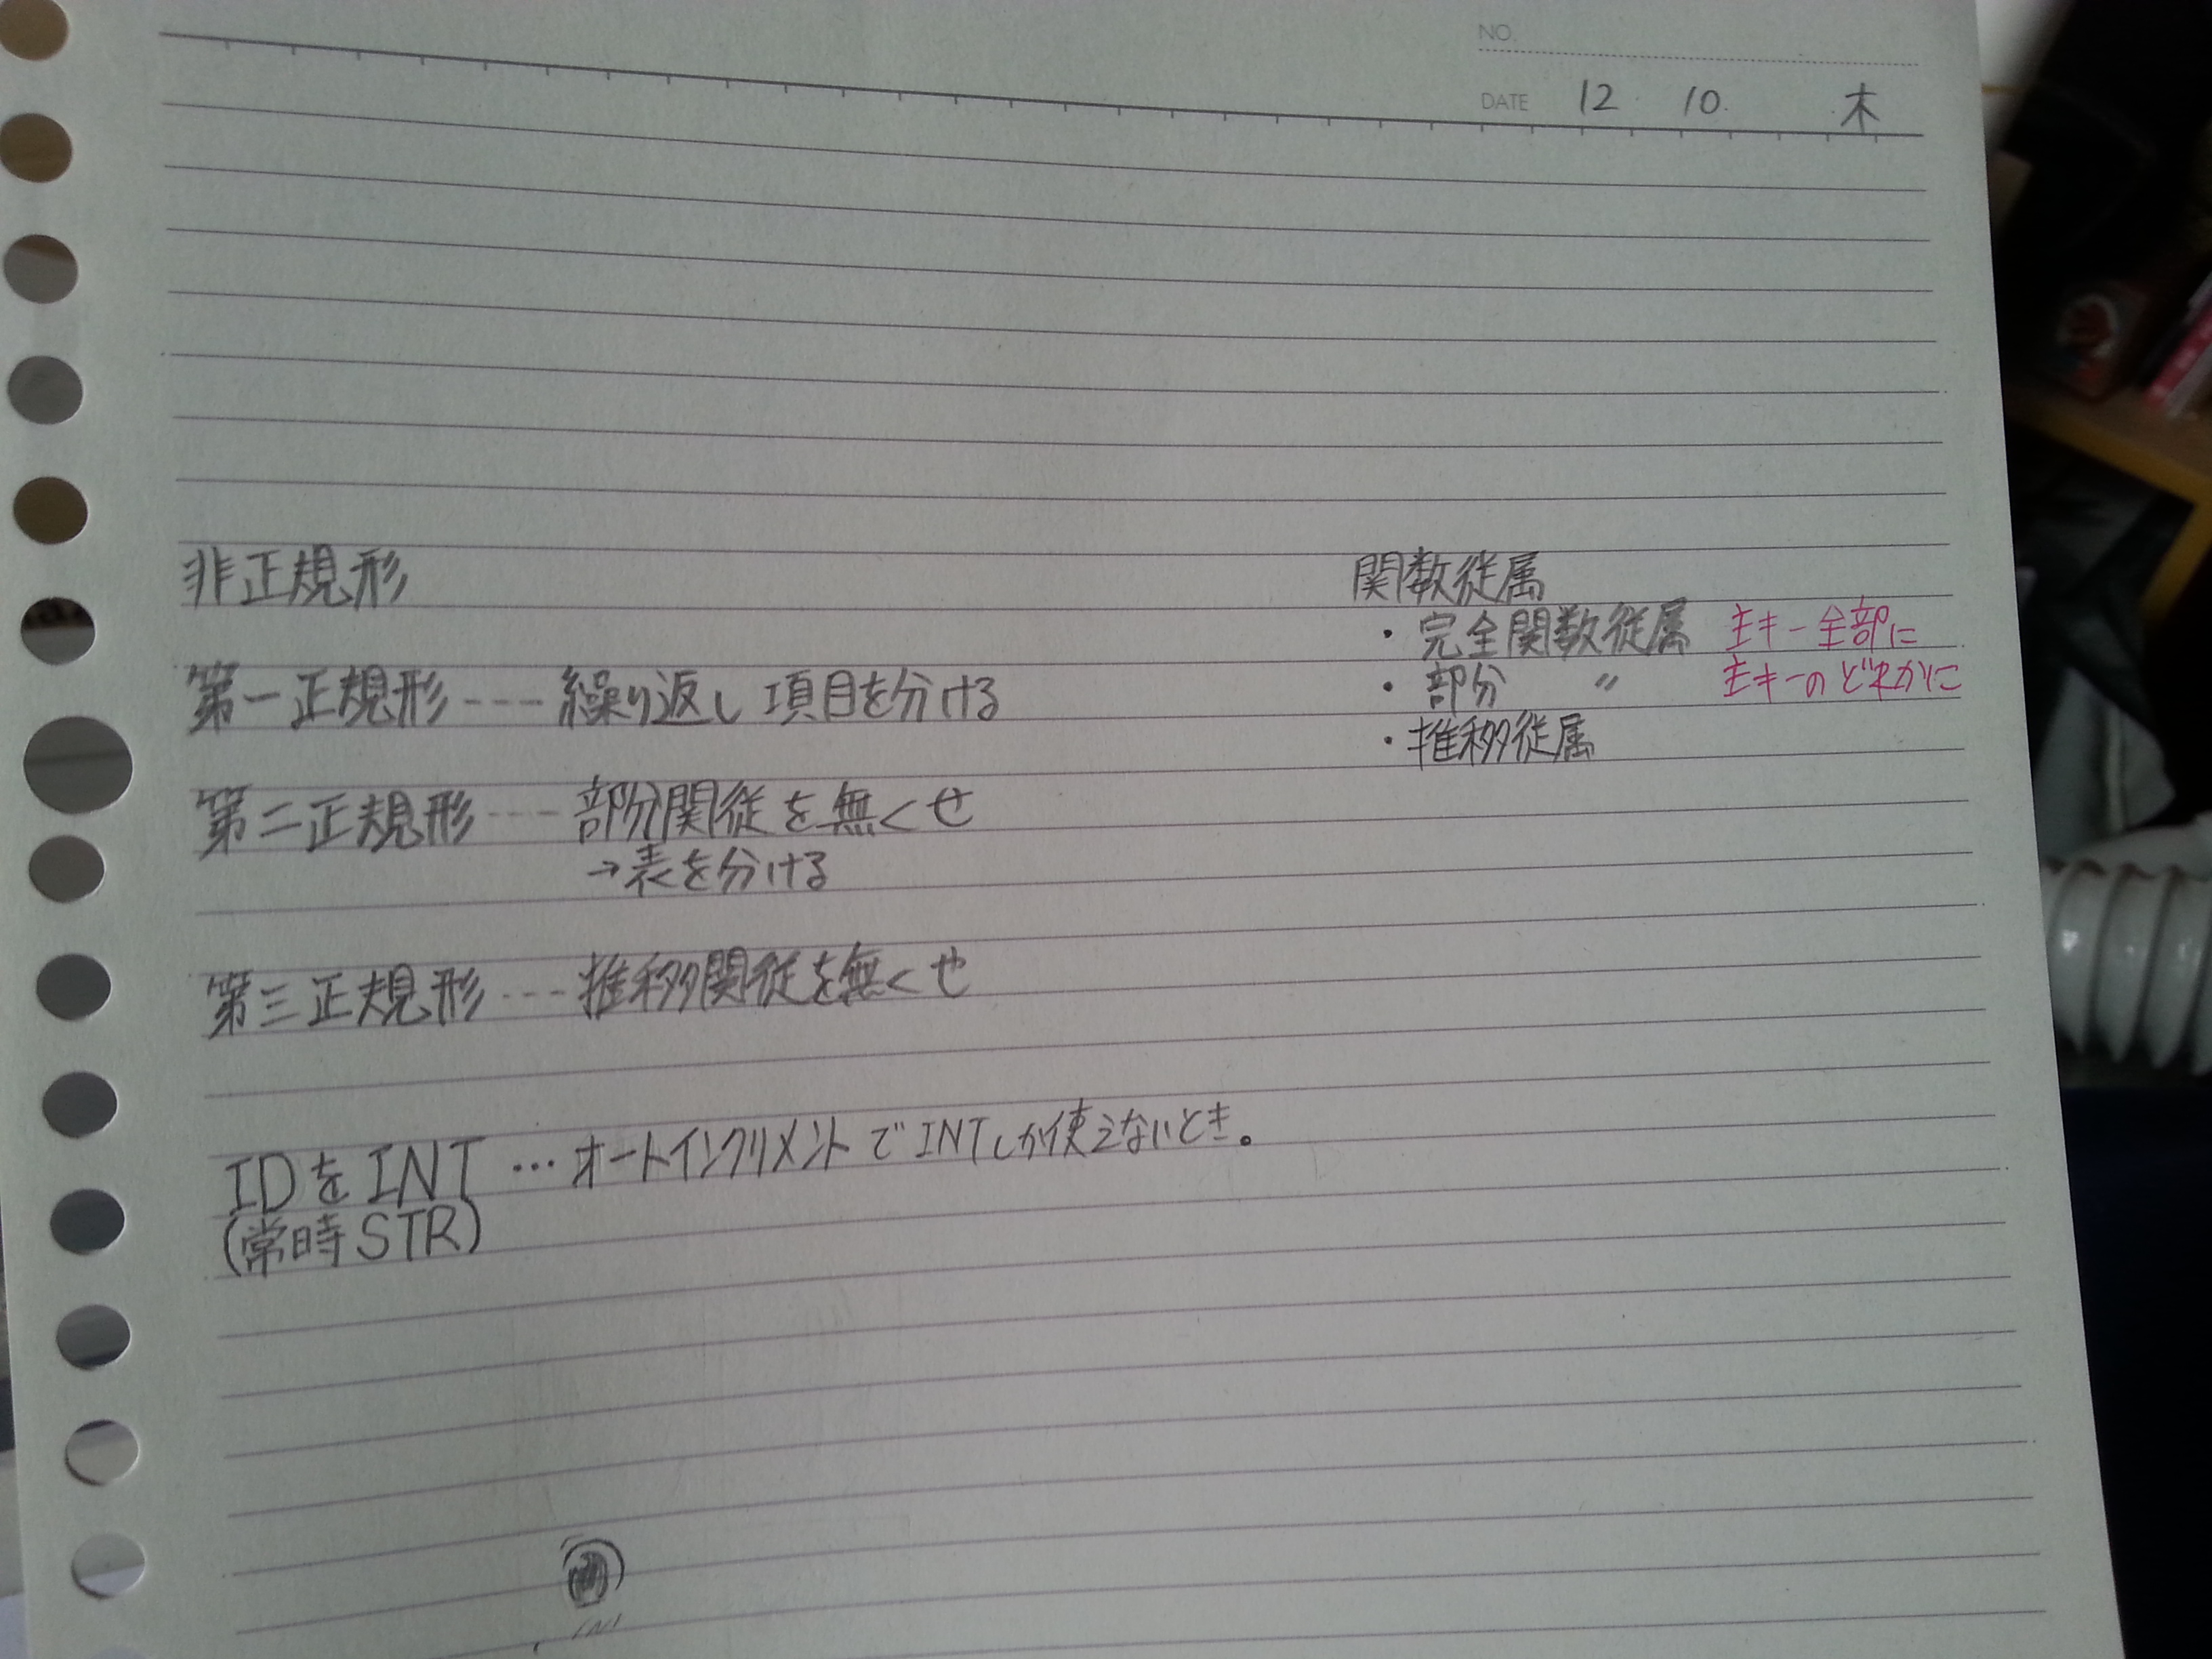 NO.
DATE 12 10. 木
非正規形
第一正規形 ---- 繰り返し項目を分ける
第二正規形 ---- 部分関従を無くせ
→表を分ける
第三正規形 ---- 推移関従を無くせ
IDをINT … オートインクリメントでINTしか使えないとき。
(常時STR)
関数従属
・完全関数従属 主キー全部に
・部分 〃 主キーのどれかに
・推移従属